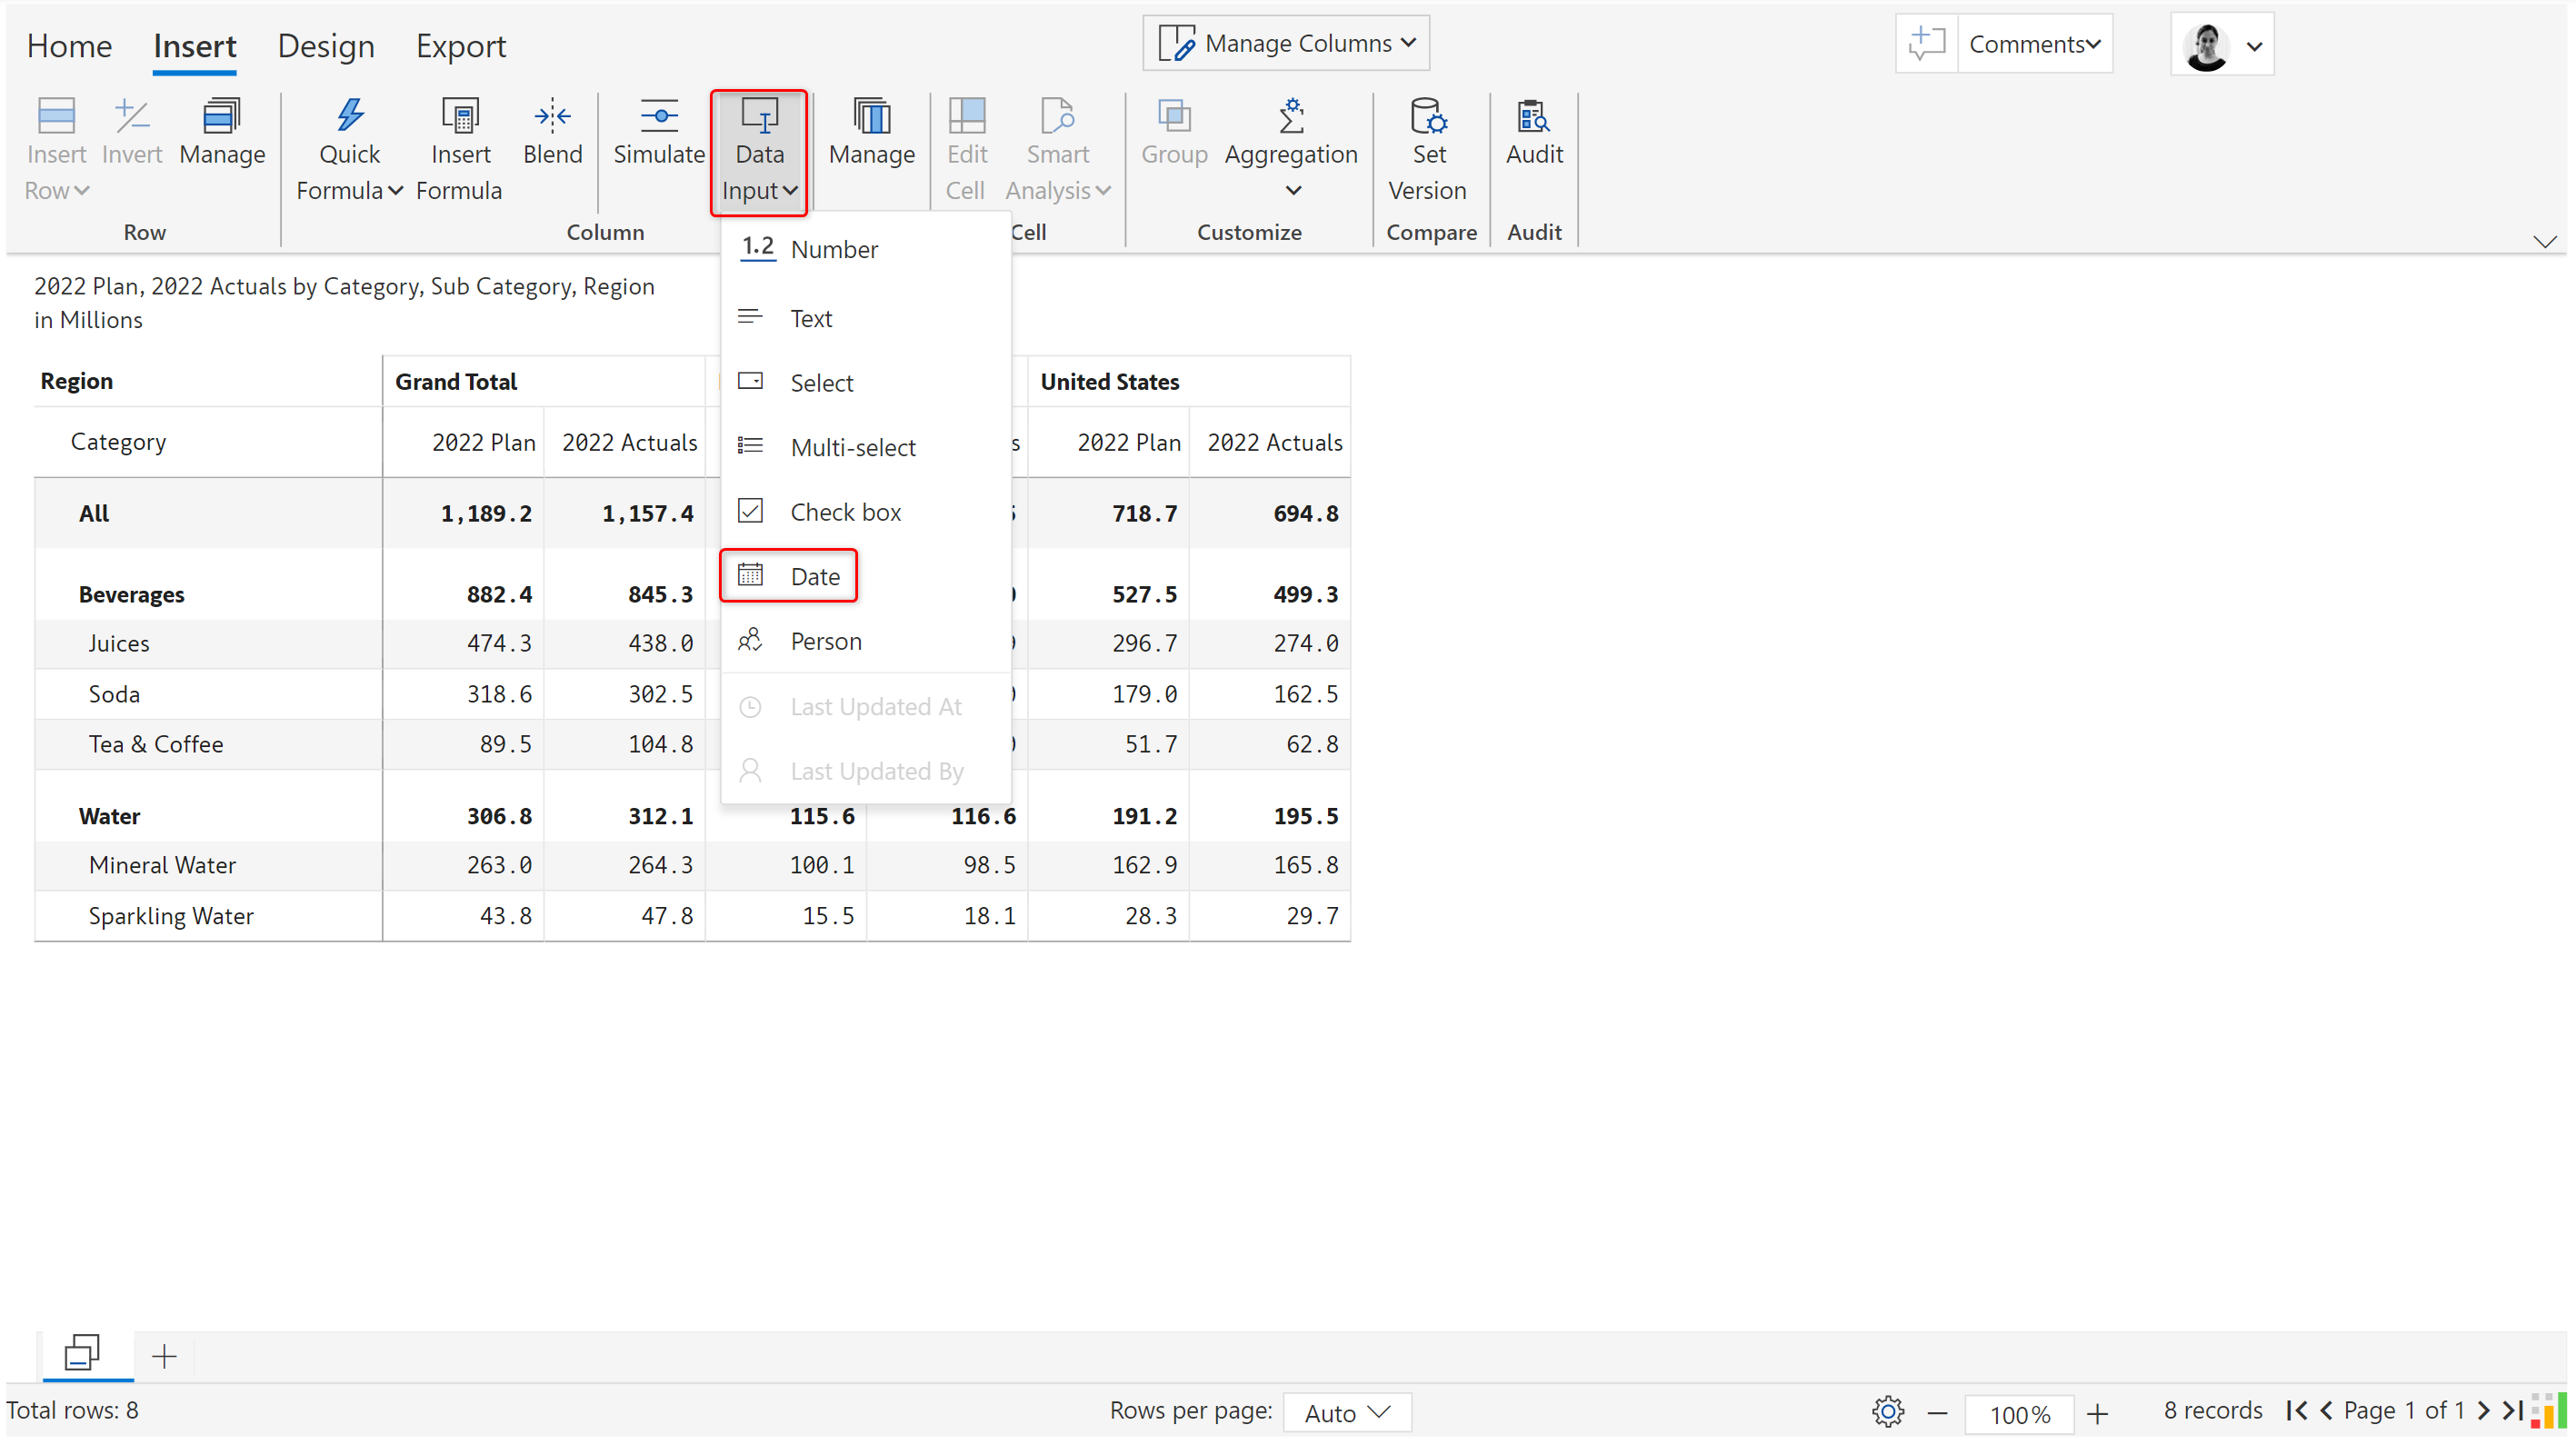 Home Insert Design Export Manage Columns Comments
Insert Row Invert Manage Quick Formula Insert Formula Blend Simulate Data Input Manage Edit Cell Smart Analysis Group Aggregation Set Version Audit
Row Column Cell Customize Compare Audit
1.2 Number
Text
Select
Multi-select
Check box
Date
Person
Last Updated At
Last Updated By
2022 Plan, 2022 Actuals by Category, Sub Category, Region
in Millions
Region Grand Total United States
Category 2022 Plan 2022 Actuals s 2022 Plan 2022 Actuals
All 1,189.2 1,157.4 718.7 694.8
Beverages 882.4 845.3 527.5 499.3
Juices 474.3 438.0 296.7 274.0
Soda 318.6 302.5 179.0 162.5
Tea & Coffee 89.5 104.8 51.7 62.8
Water 306.8 312.1 115.6 116.6 191.2 195.5
Mineral Water 263.0 264.3 100.1 98.5 162.9 165.8
Sparkling Water 43.8 47.8 15.5 18.1 28.3 29.7
Total rows: 8 Rows per page: Auto 100% 8 records Page 1 of 1